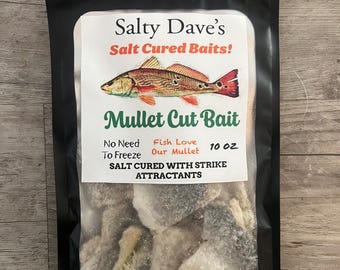 Salty Dave's
Salt Cured Baits!
Mullet Cut Bait
No Need
To Freeze
Fish Love
Our Mullet
10 OZ
SALT CURED WITH STRIKE
ATTRACTANTS